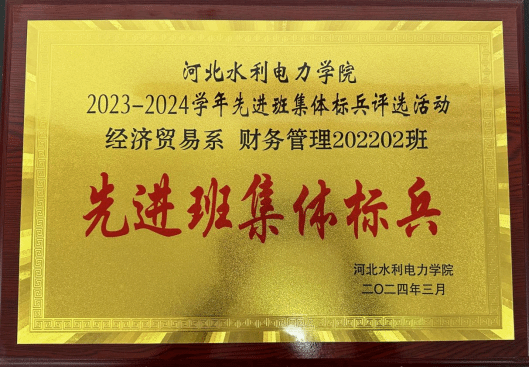 河北水利电力学院
2023-2024学年先进班集体标兵评选活动
经济贸易系 财务管理202202班
先进班集体标兵
河北水利电力学院
二〇二四年三月